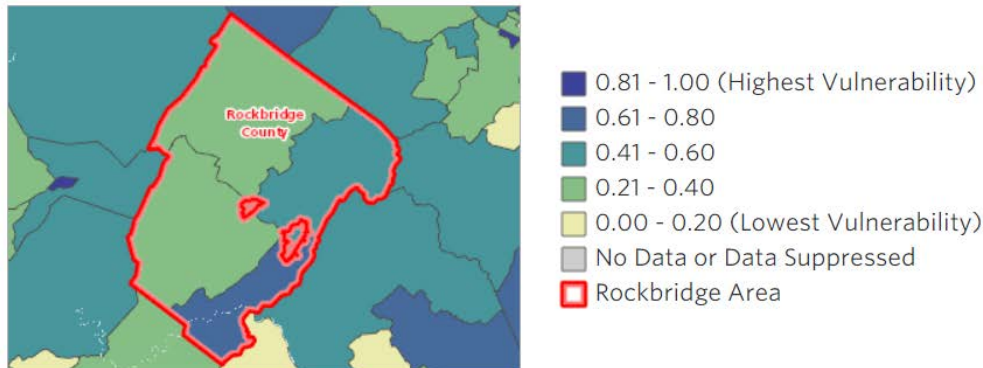 Rockbridge
County
0.81 - 1.00 (Highest Vulnerability)
0.61 - 0.80
0.41 - 0.60
0.21 - 0.40
0.00 - 0.20 (Lowest Vulnerability)
No Data or Data Suppressed
Rockbridge Area